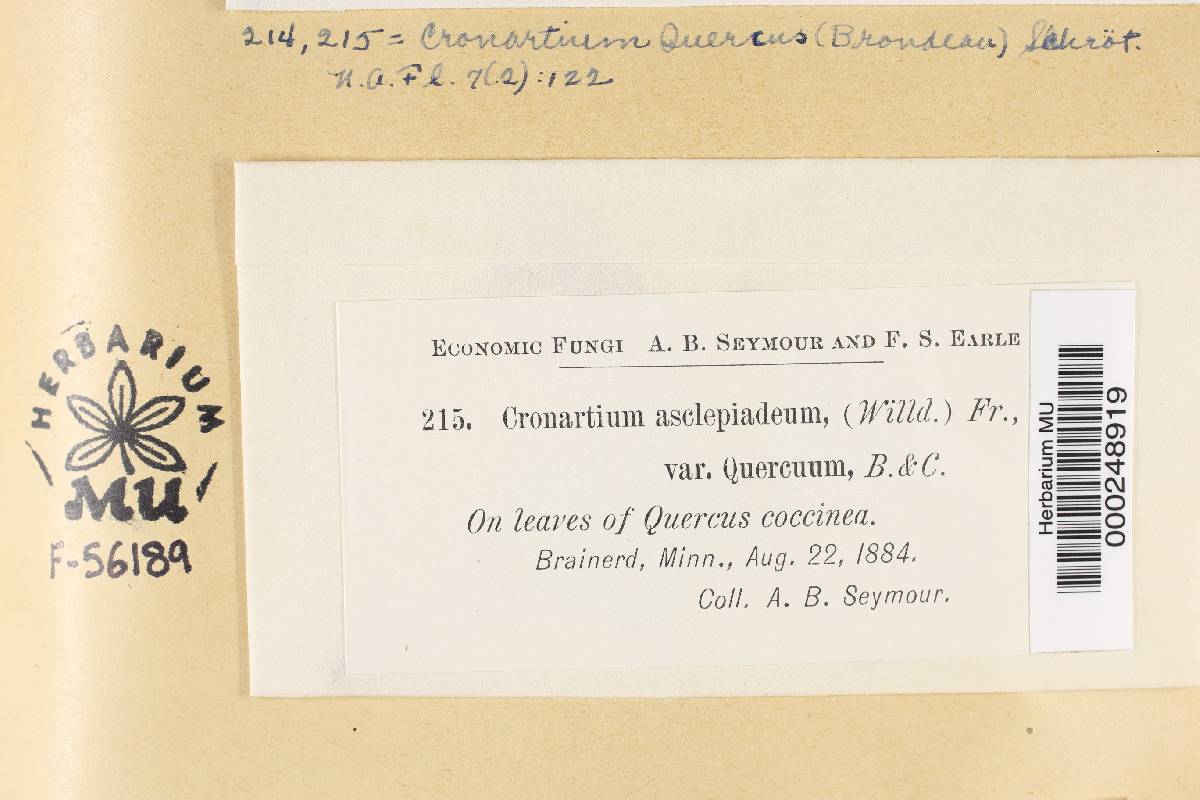 214, 215 = Cronartium Quercus (Brondeau) Schröt.
N.A.Fl. 7(2):122
HERBARIUM
MU
F-56189
ECONOMIC FUNGI A. B. SEYMOUR AND F. S. EARLE
215. Cronartium asclepiadeum, (Willd.) Fr.,
var. Quercuum, B. & C.
On leaves of Quercus coccinea.
Brainerd, Minn., Aug. 22, 1884.
Coll. A. B. Seymour.
Herbarium MU
000248919